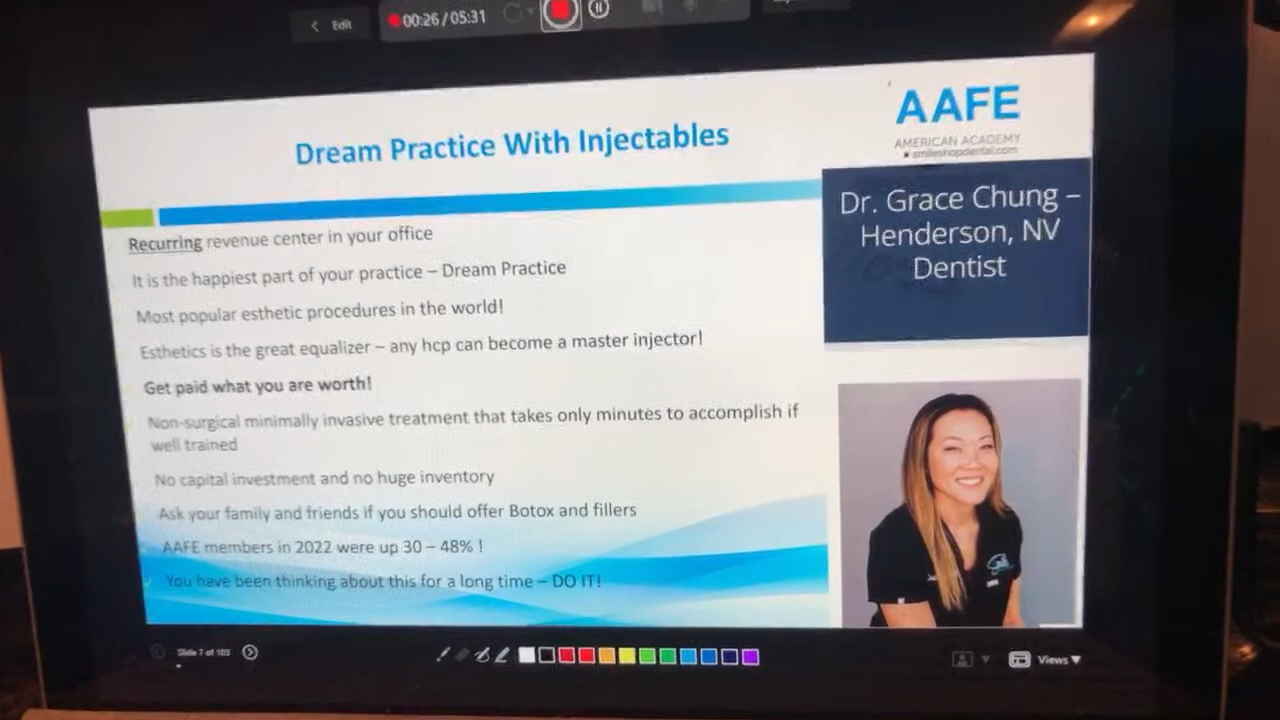 Edit
00:26 / 05:31
AAFE
AMERICAN ACADEMY
smileshopdental.com
Dream Practice With Injectables
Dr. Grace Chung –
Henderson, NV
Dentist
Recurring revenue center in your office
It is the happiest part of your practice – Dream Practice
Most popular esthetic procedures in the world!
Esthetics is the great equalizer – any hcp can become a master injector!
Get paid what you are worth!
Non-surgical minimally invasive treatment that takes only minutes to accomplish if
well trained
No capital investment and no huge inventory
Ask your family and friends if you should offer Botox and fillers
AAFE members in 2022 were up 30 – 48% !
You have been thinking about this for a long time – DO IT!
Slide 7 of 103
Views